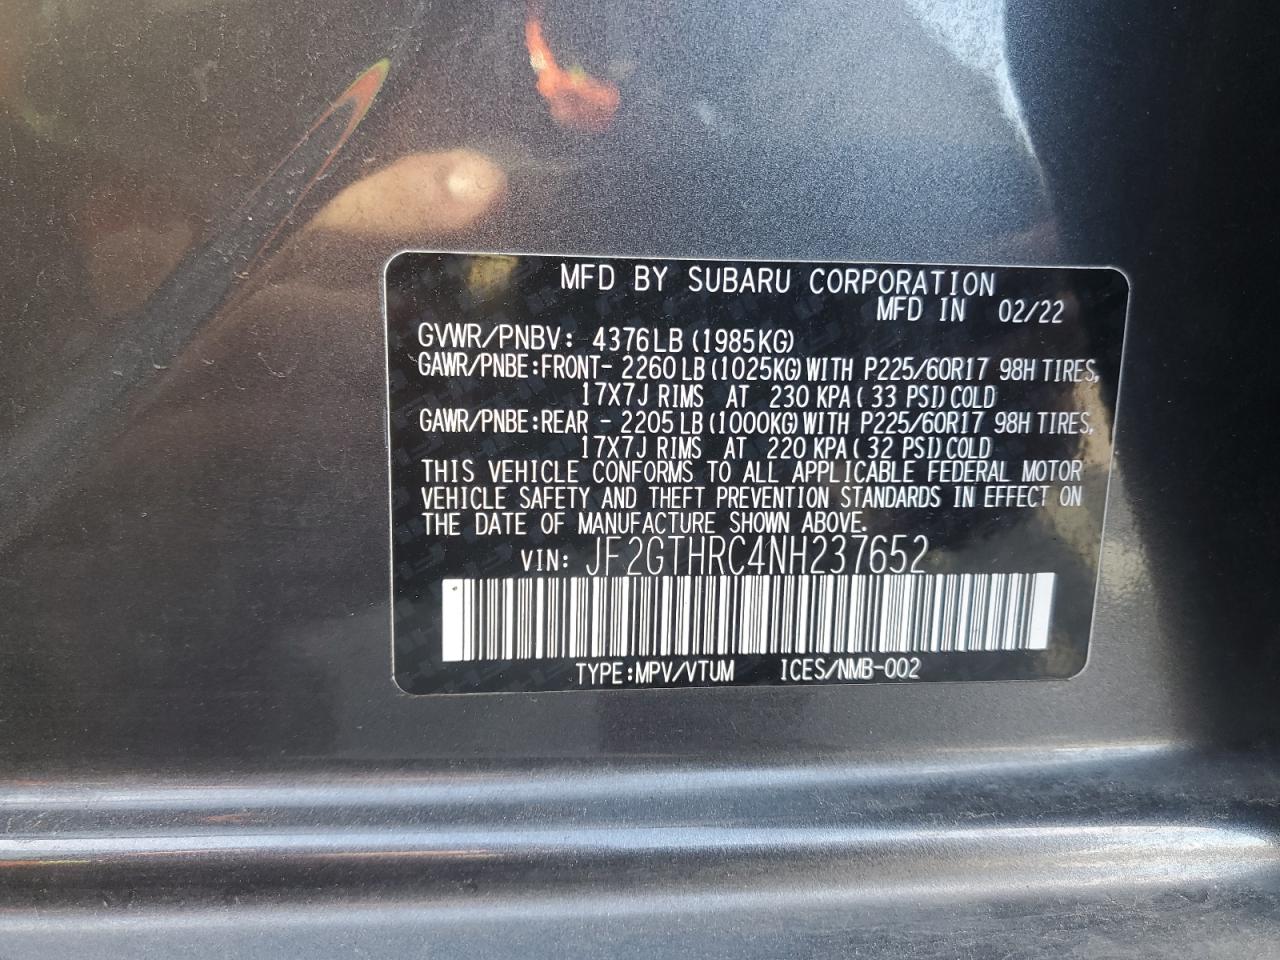 MFD BY SUBARU CORPORATION
MFD IN 02/22
GVWR/PNBV: 4376LB (1985KG)
GAWR/PNBE:FRONT- 2260 LB (1025KG) WITH P225/60R17 98H TIRES,
17X7J RIMS AT 230 KPA( 33 PSI) COLD
GAWR/PNBE:REAR - 2205 LB (1000KG) WITH P225/60R17 98H TIRES,
17X7J RIMS AT 220 KPA( 32 PSI) COLD
THIS VEHICLE CONFORMS TO ALL APPLICABLE FEDERAL MOTOR
VEHICLE SAFETY AND THEFT PREVENTION STANDARDS IN EFFECT ON
THE DATE OF MANUFACTURE SHOWN ABOVE.
VIN: JF2GTHRC4NH237652
TYPE:MPV/VTUM ICES/NMB-002